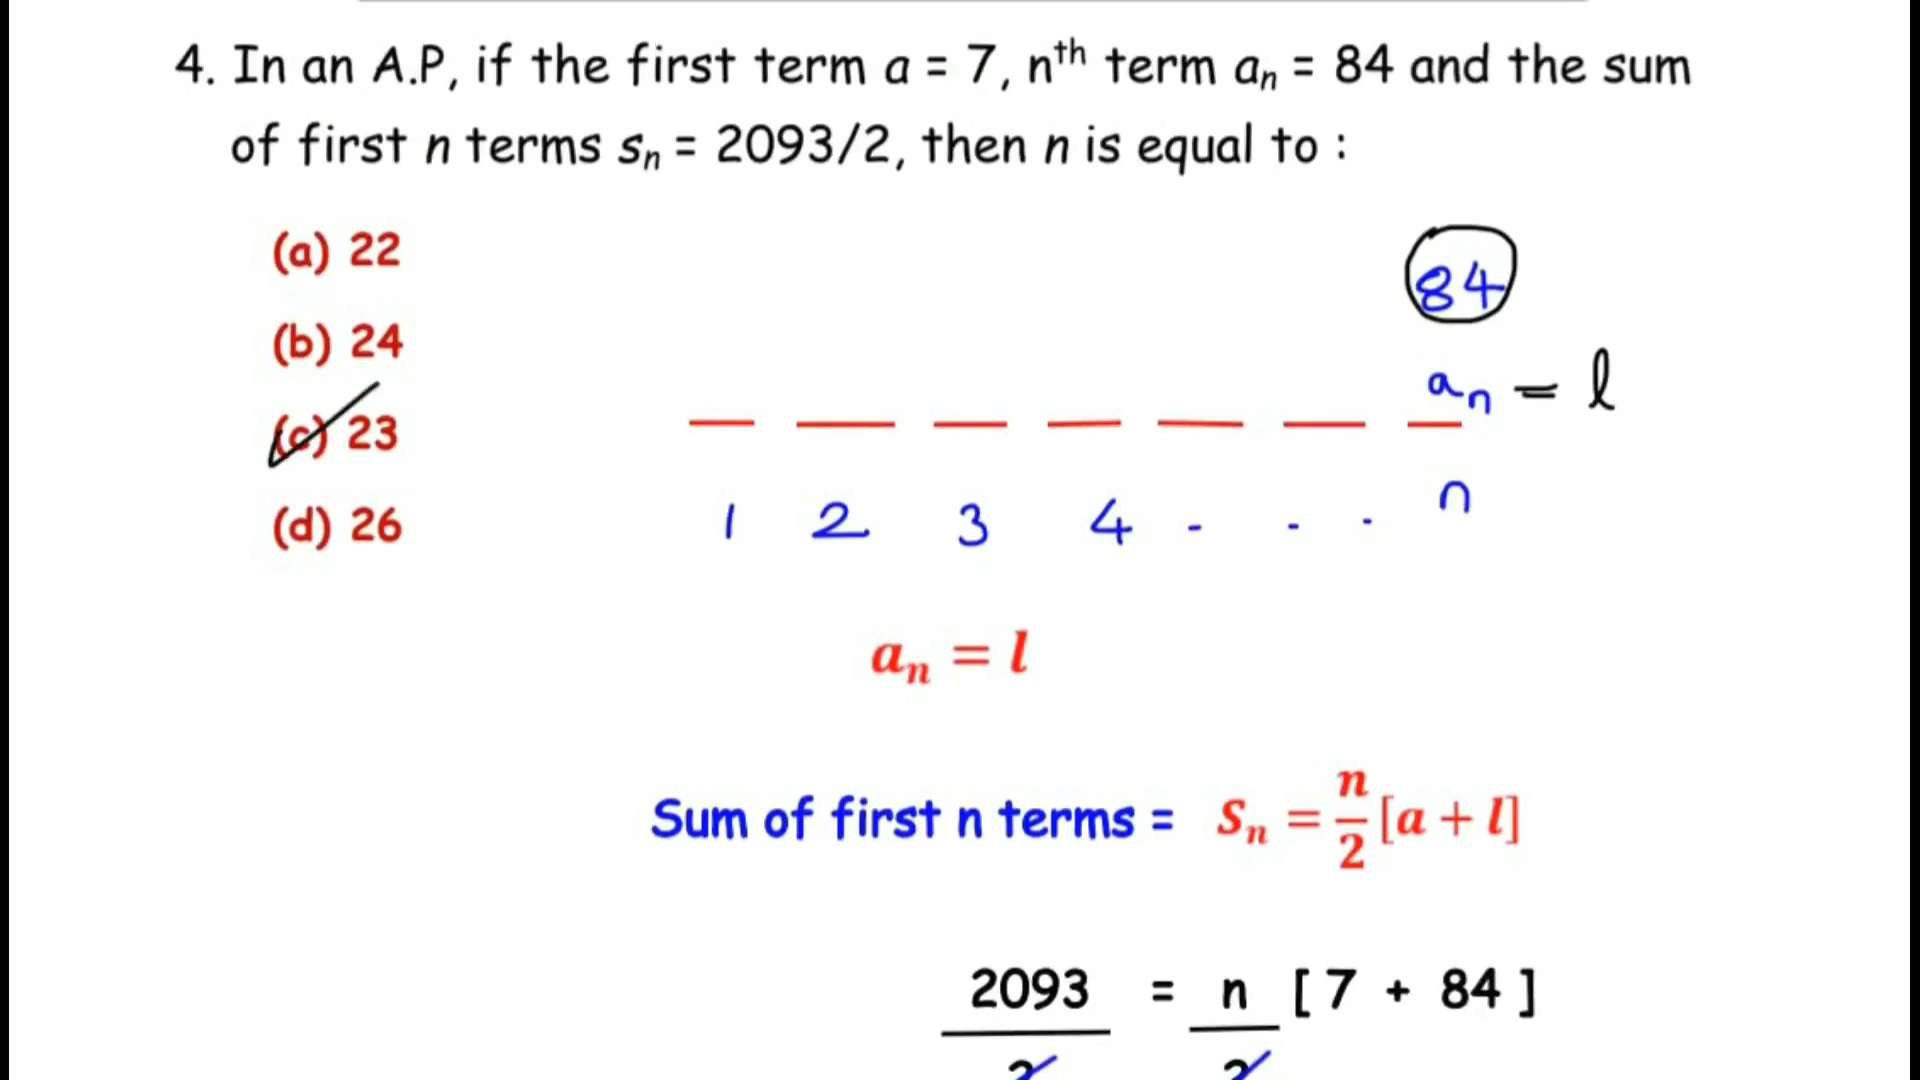 4. In an A.P, if the first term a = 7, nᵗʰ term aₙ = 84 and the sum
of first n terms sₙ = 2093/2, then n is equal to :
(a) 22
84
(b) 24
aₙ = l
(c) 23
1 2 3 4 - - . n
(d) 26
aₙ = l
Sum of first n terms = Sₙ = n/2 [a + l]
2093/2 = n/2 [ 7 + 84 ]